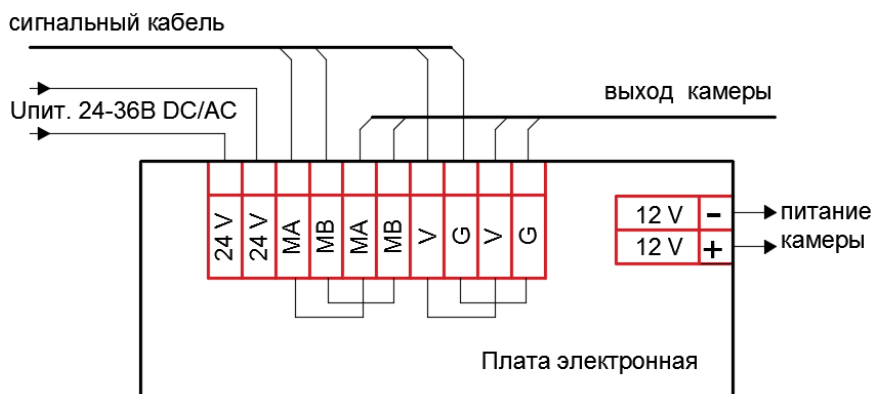 сигнальный кабель
Uпит. 24-36В DC/AC
выход камеры
24 V
24 V
MA
MB
MA
MB
V
G
V
G
12 V -
12 V +
питание
камеры
Плата электронная